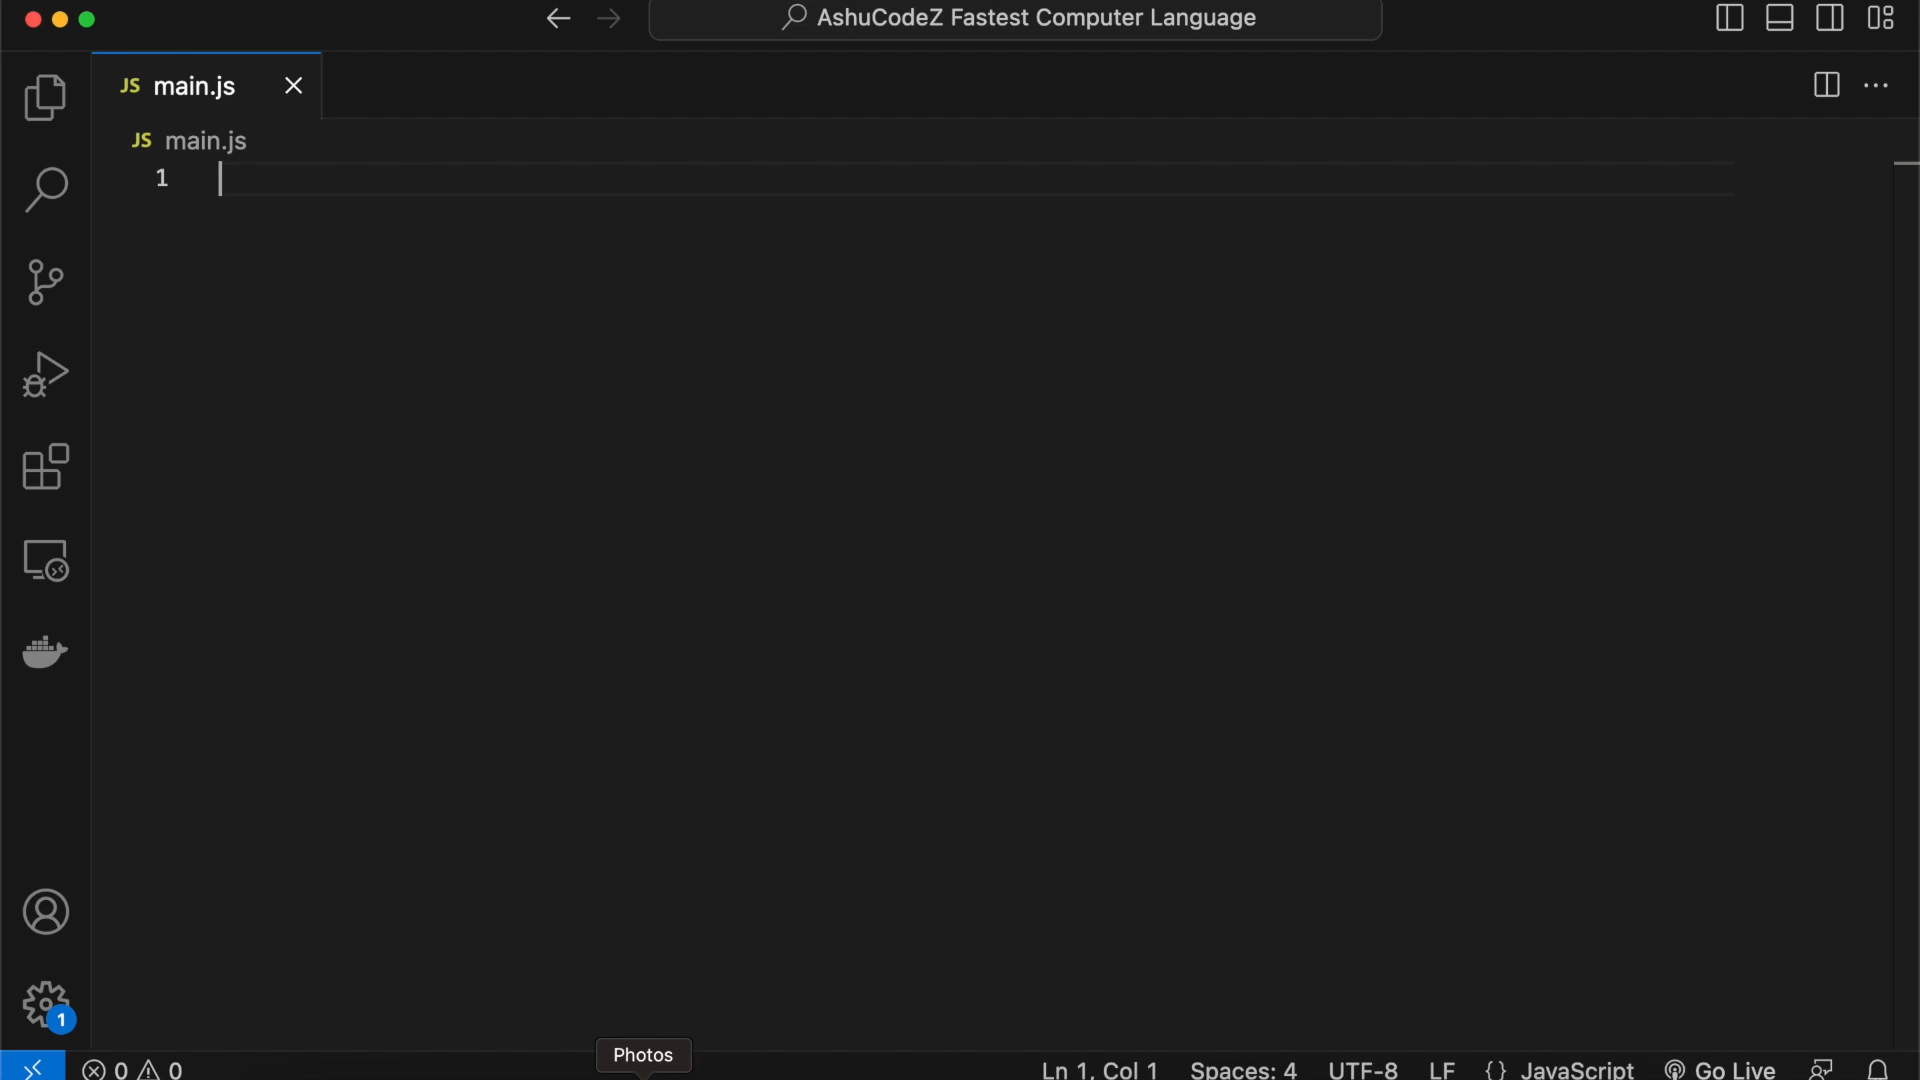 AshuCodeZ Fastest Computer Language
JS main.js
JS main.js
1
1
0 0
Photos
Ln 1, Col 1 Spaces: 4 UTF-8 LF {} JavaScript Go Live